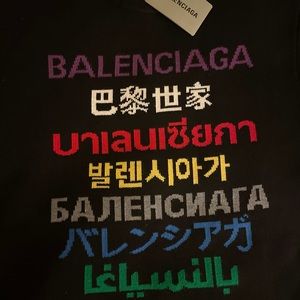 BALENCIAGA
BALENCIAGA
巴黎世家
บาเลนเซียกา
발렌시아가
БАЛЕНСИАГА
バレンシアガ
بالنسياغا